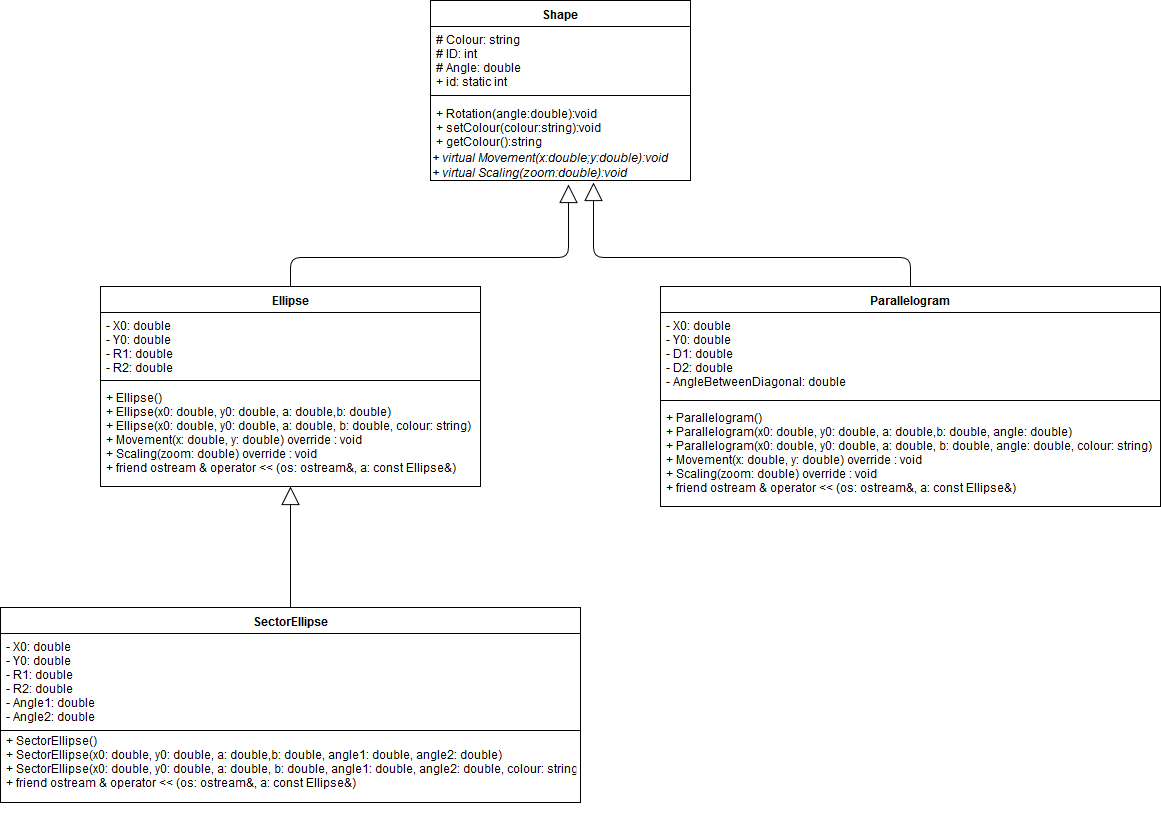 Shape
# Colour: string
# ID: int
# Angle: double
+ id: static int
+ Rotation(angle:double):void
+ setColour(colour:string):void
+ getColour():string
+ virtual Movement(x:double;y:double):void
+ virtual Scaling(zoom:double):void
Ellipse
- X0: double
- Y0: double
- R1: double
- R2: double
+ Ellipse()
+ Ellipse(x0: double, y0: double, a: double,b: double)
+ Ellipse(x0: double, y0: double, a: double, b: double, colour: string)
+ Movement(x: double, y: double) override : void
+ Scaling(zoom: double) override : void
+ friend ostream & operator << (os: ostream&, a: const Ellipse&)
Parallelogram
- X0: double
- Y0: double
- D1: double
- D2: double
- AngleBetweenDiagonal: double
+ Parallelogram()
+ Parallelogram(x0: double, y0: double, a: double,b: double, angle: double)
+ Parallelogram(x0: double, y0: double, a: double, b: double, angle: double, colour: string)
+ Movement(x: double, y: double) override : void
+ Scaling(zoom: double) override : void
+ friend ostream & operator << (os: ostream&, a: const Ellipse&)
SectorEllipse
- X0: double
- Y0: double
- R1: double
- R2: double
- Angle1: double
- Angle2: double
+ SectorEllipse()
+ SectorEllipse(x0: double, y0: double, a: double,b: double, angle1: double, angle2: double)
+ SectorEllipse(x0: double, y0: double, a: double, b: double, angle1: double, angle2: double, colour: string
+ friend ostream & operator << (os: ostream&, a: const Ellipse&)